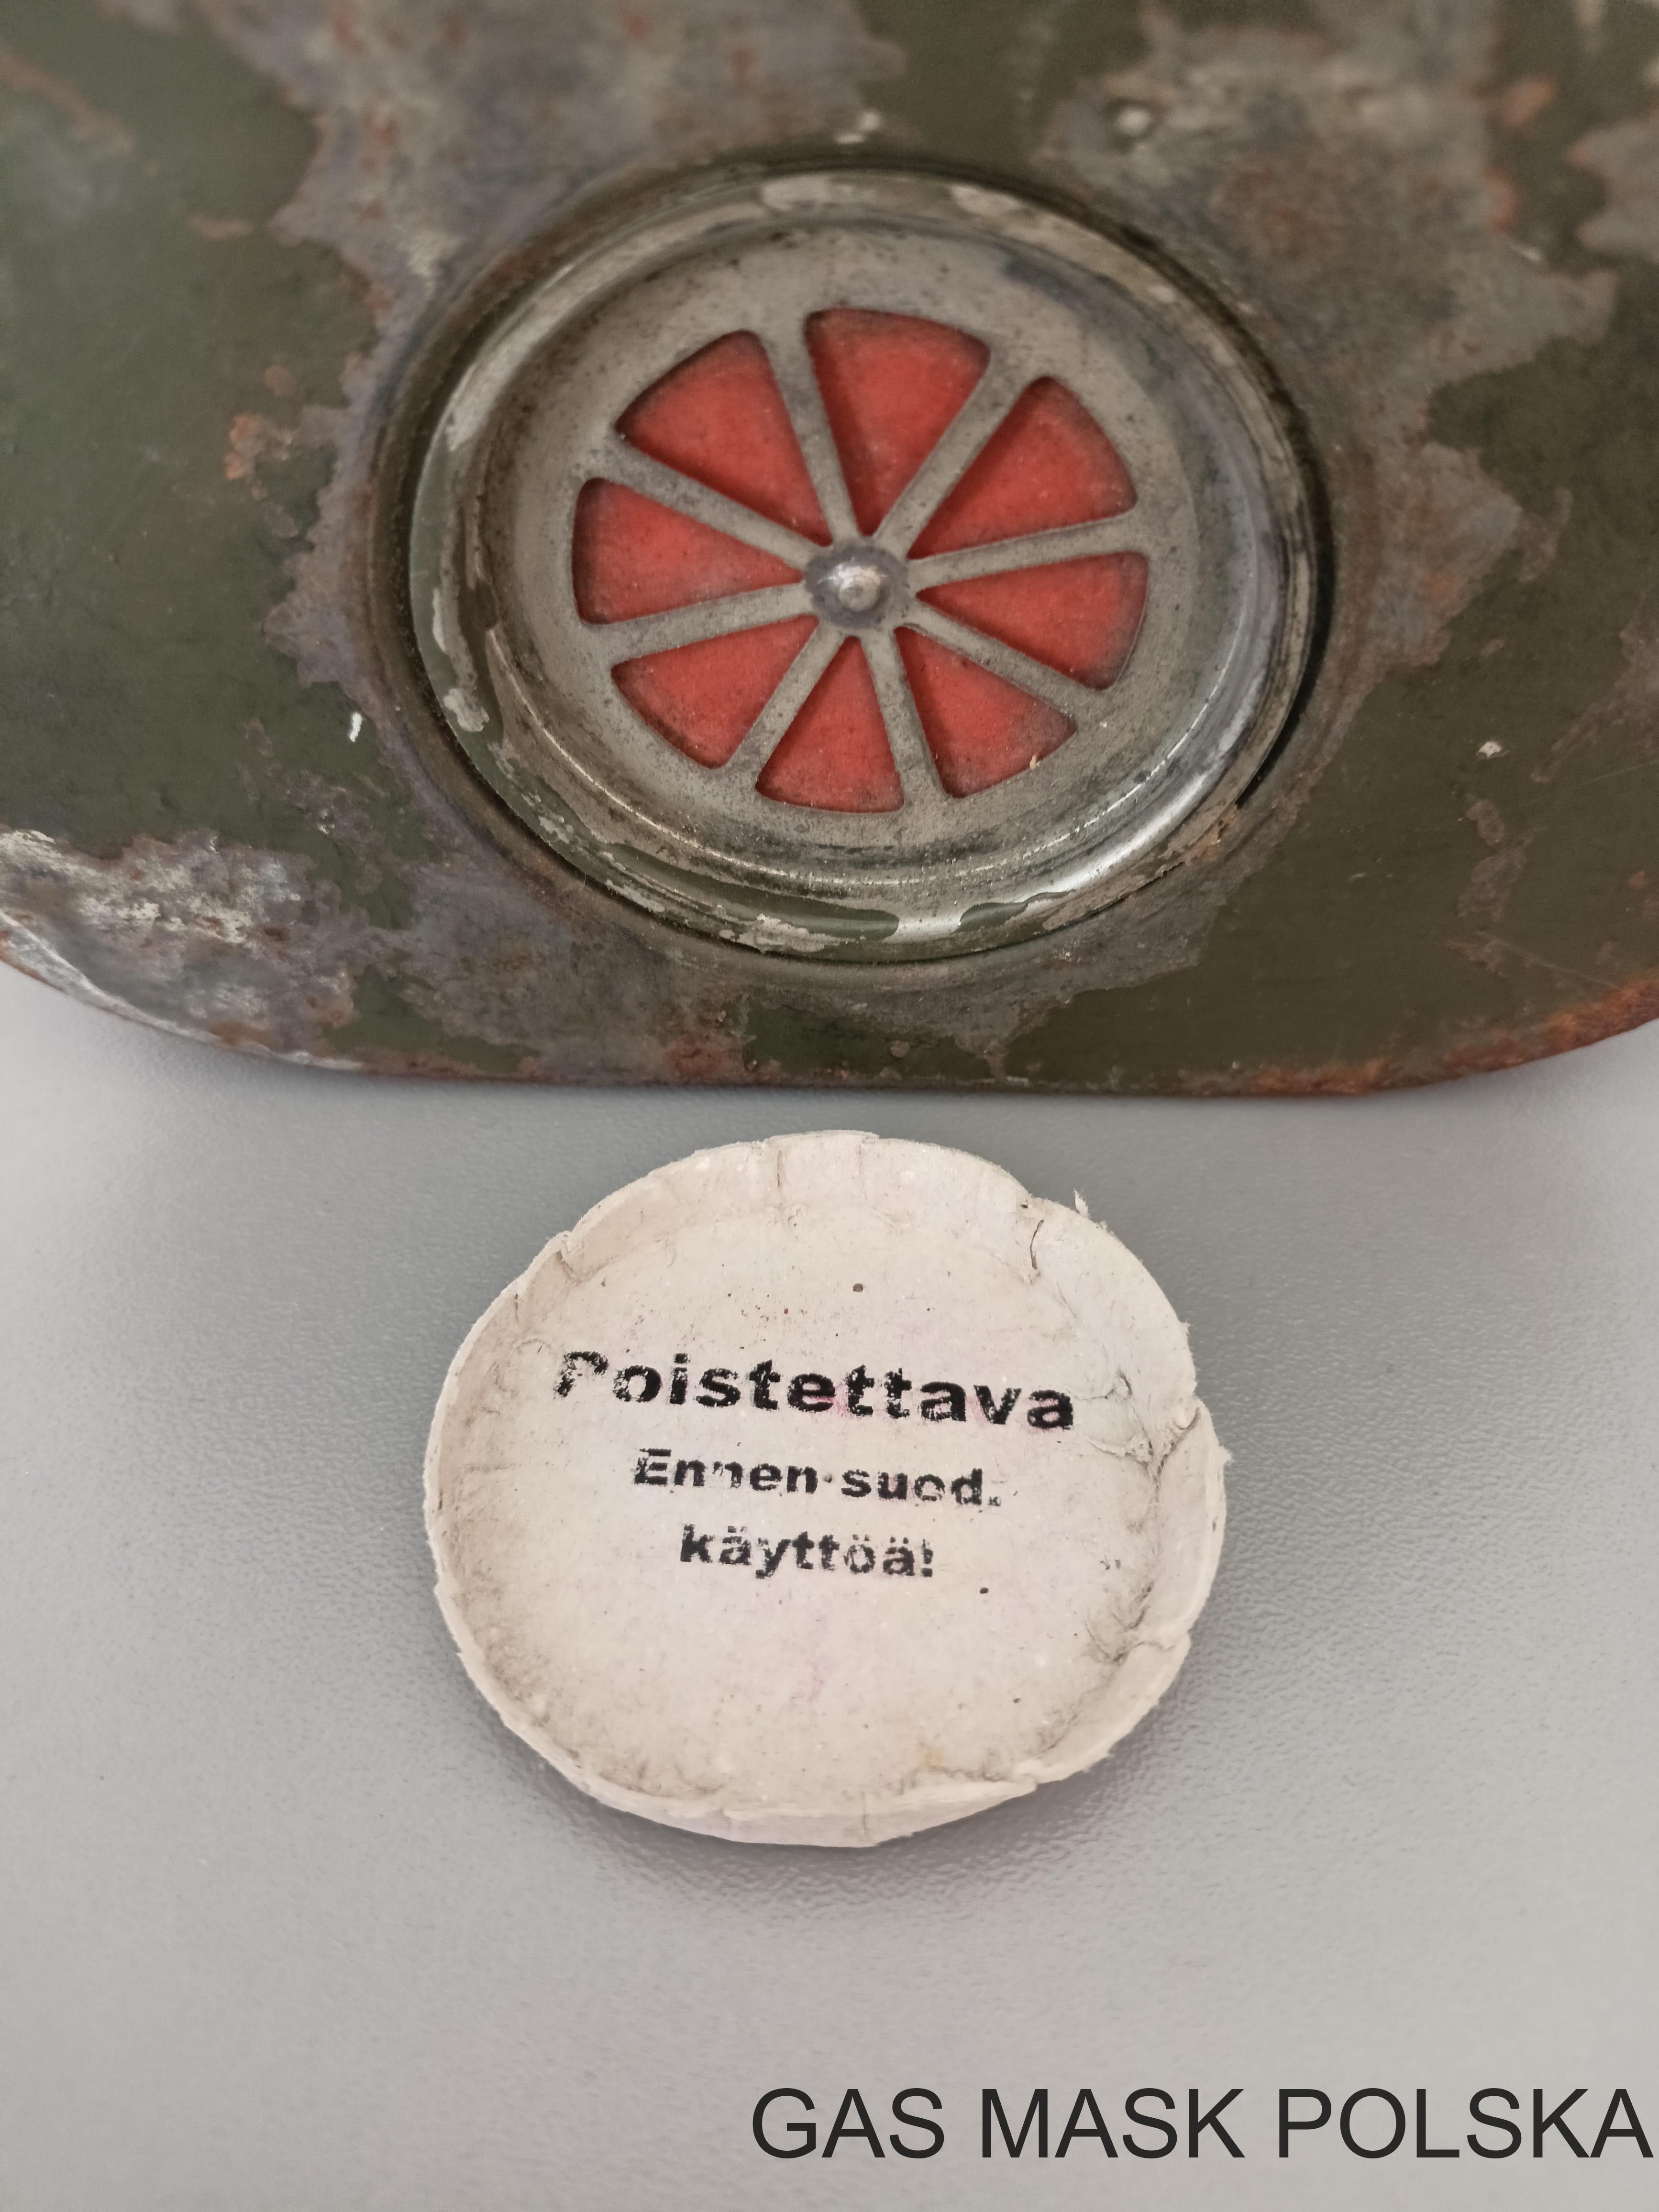 Poistettava
Ennen suod.
käyttöä!
GAS MASK POLSKA